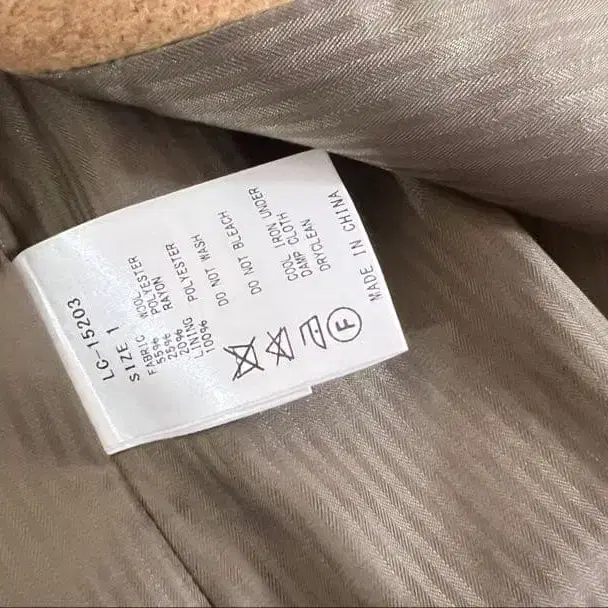 LC-15203
SIZE 1
FABRIC
55% WOOLYESTER
25% POLYESTER
20% RAYON
LINING
100% POLYESTER
DO NOT WASH
DO NOT BLEACH
COOL IRON UNDER
DAMP CLOTH
DRYCLEAN
F
MADE IN CHINA